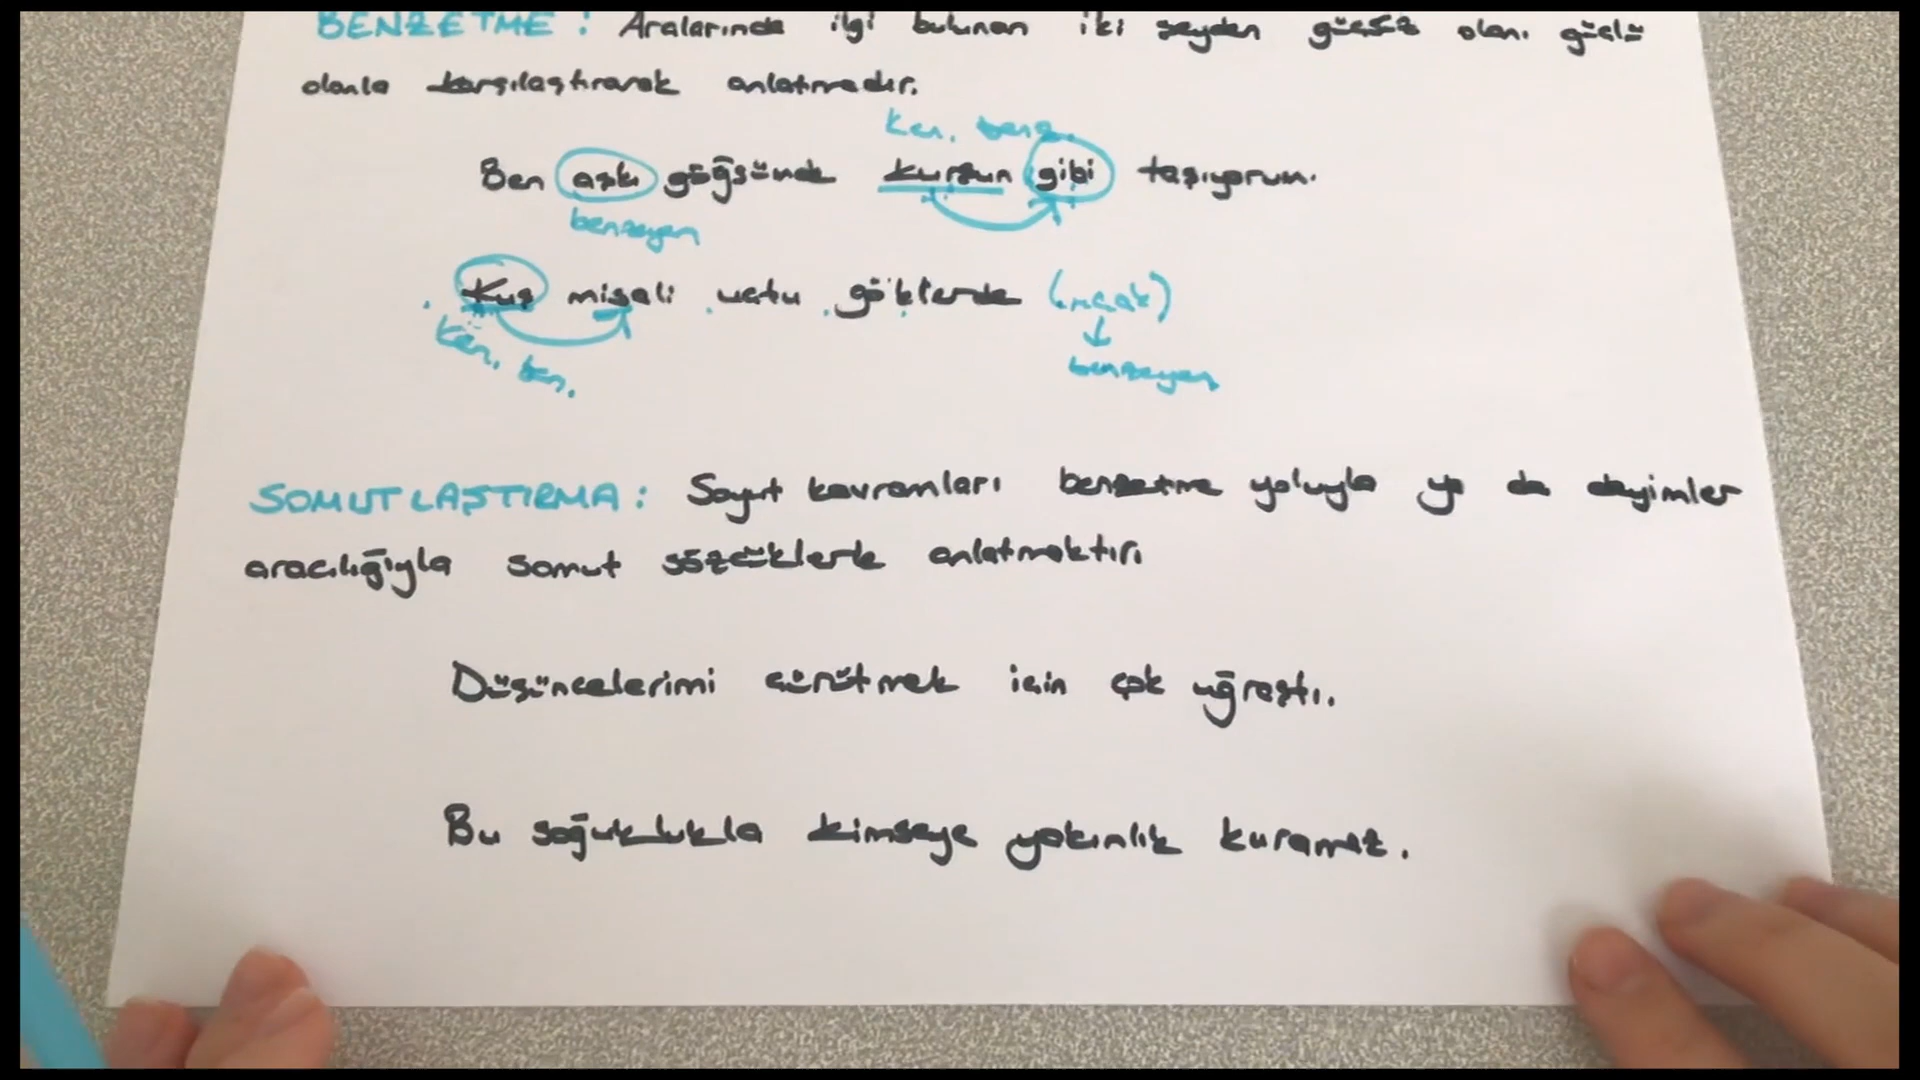 BENZETME : Aralarında ilgi bulunan iki şeyden güçsüz olanı güçlü
olanla karşılaştırarak anlatmadır.
Ken. benz.
Ben aşkı göğsümde kurşun gibi taşıyorum.
benzeyen
Kuş misali uçtu göklerde (uçak)
Ken. ben.
benzeyen
SOMUTLAŞTIRMA : Soyut kavramları benzetme yoluyla ya da deyimler
aracılığıyla somut sözcüklerle anlatmaktır.
Düşüncelerimi çürütmek için çok uğraştı.
Bu soğuklukla kimseye yakınlık kuramaz.